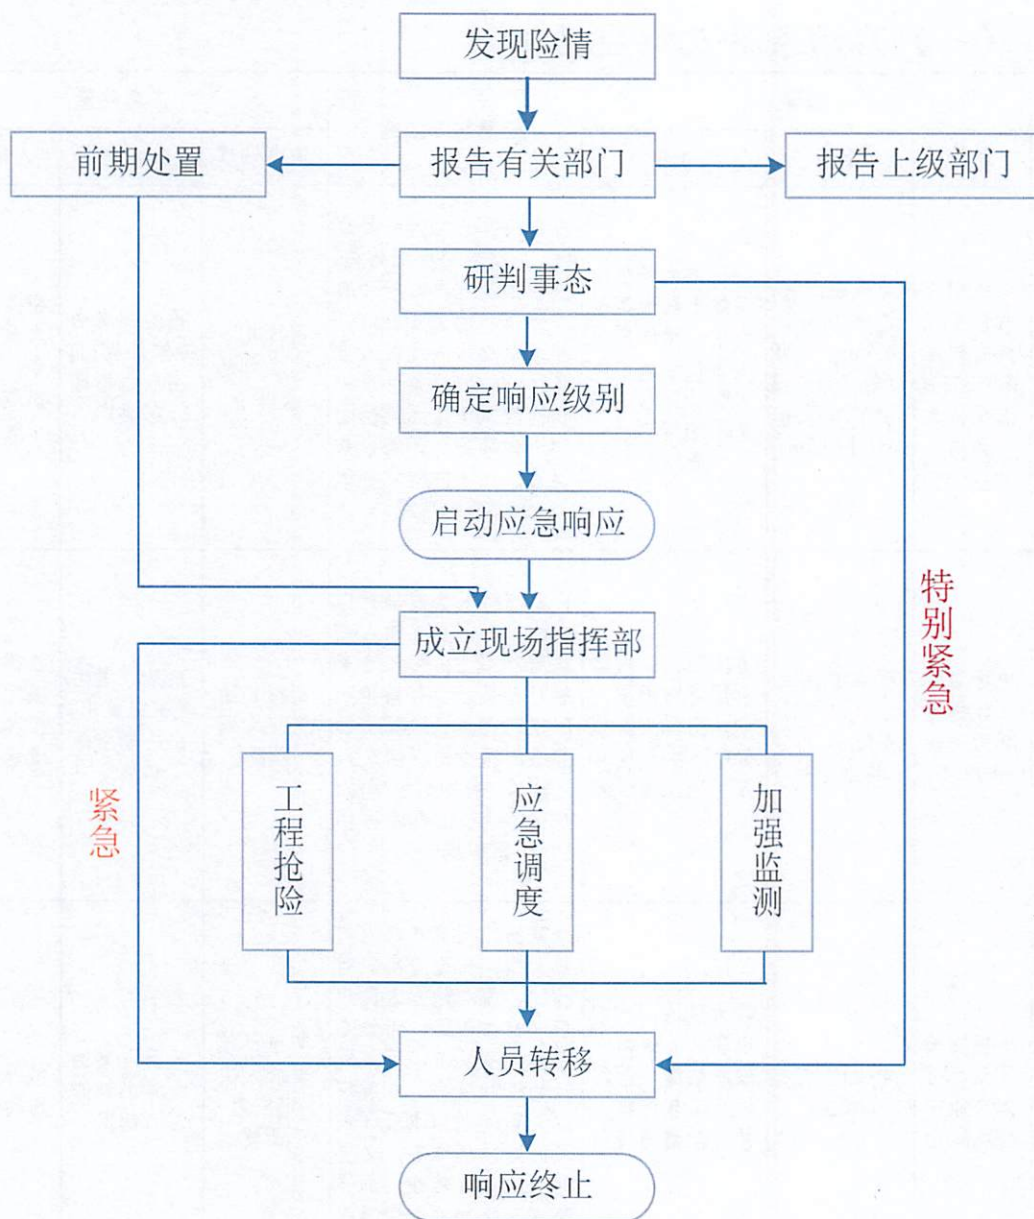 发现险情
前期处置
报告有关部门
报告上级部门
研判事态
确定响应级别
启动应急响应
成立现场指挥部
特别紧急
紧急
工程抢险
应急调度
加强监测
人员转移
响应终止